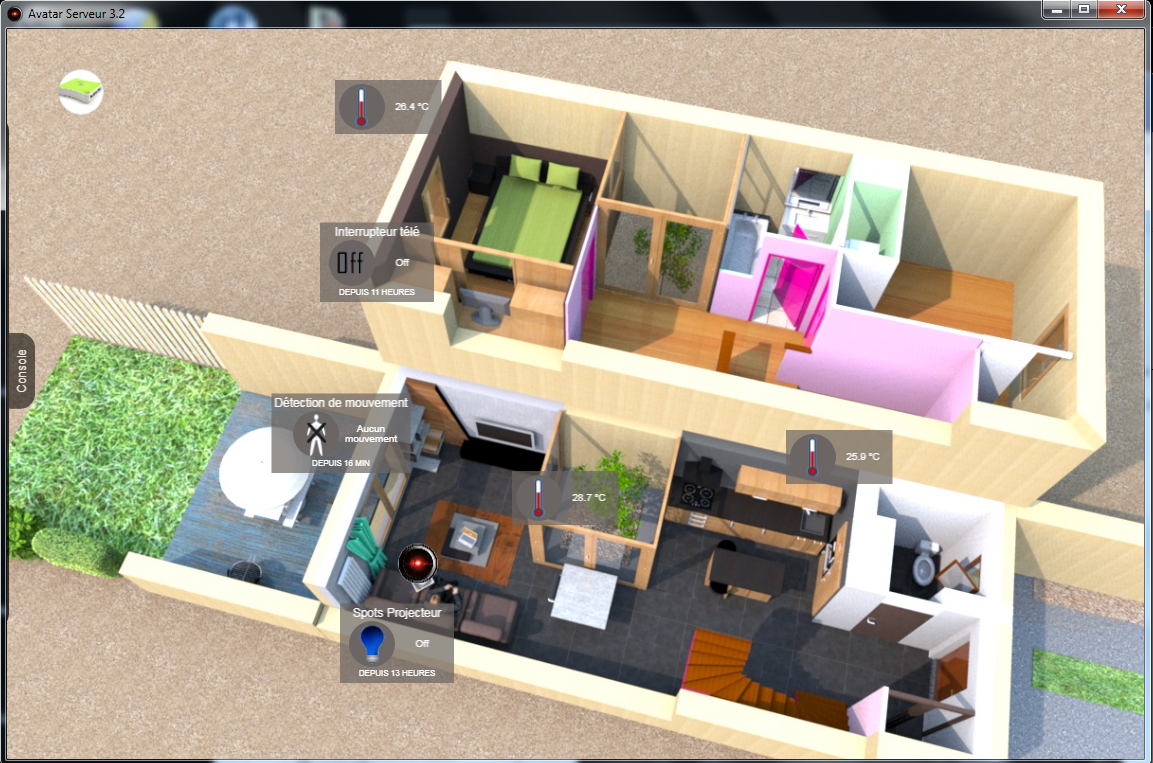 Avatar Serveur 3.2
26.4 °C
Interrupteur télé
Off
Off
DEPUIS 11 HEURES
Console
Détection de mouvement
Aucun
mouvement
DEPUIS 16 MIN
25.9 °C
28.7 °C
Spots Projecteur
Off
DEPUIS 13 HEURES